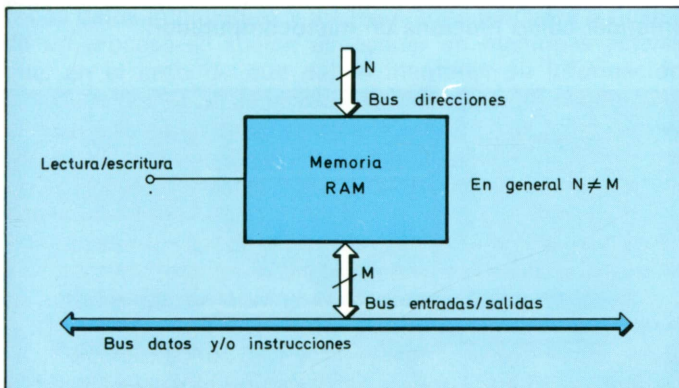 N
Bus direcciones
Lectura/escritura
Memoria
RAM
En general N ≠ M
M
Bus entradas/salidas
Bus datos y/o instrucciones